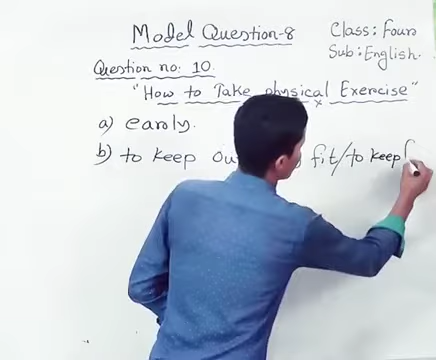 Model Question-8
Class: Four
Sub: English.
Question no: 10.
"How to Take physical Exercise"
a) early.
b) to keep fit/to keep